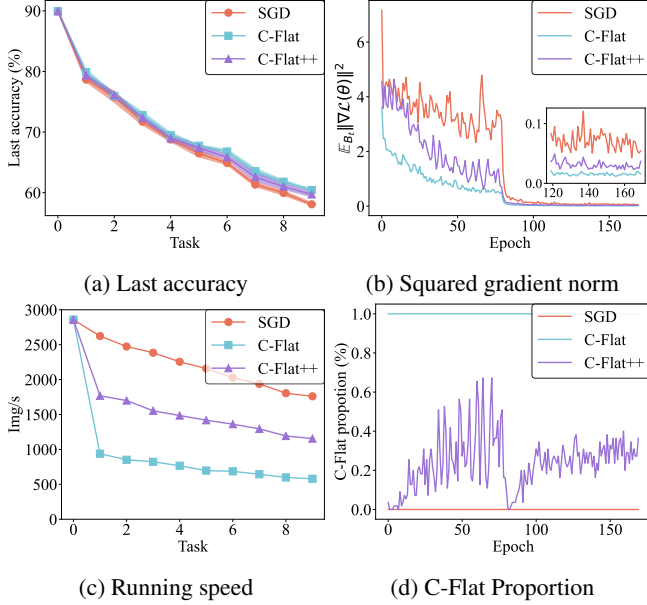 90
80
70
60
Last accuracy (%)
0 2 4 6 8
Task
SGD
C-Flat
C-Flat++
(a) Last accuracy
6
4
2
0
𝔼_{B_t}‖∇ℒ(θ)‖²
0 50 100 150
Epoch
SGD
C-Flat
C-Flat++
0.1
0.0
120 140 160
(b) Squared gradient norm
3000
2500
2000
1500
1000
500
0
Img/s
0 2 4 6 8
Task
SGD
C-Flat
C-Flat++
(c) Running speed
1.0
0.8
0.6
0.4
0.2
0.0
C-Flat propotion (%)
0 50 100 150
Epoch
SGD
C-Flat
C-Flat++
(d) C-Flat Proportion